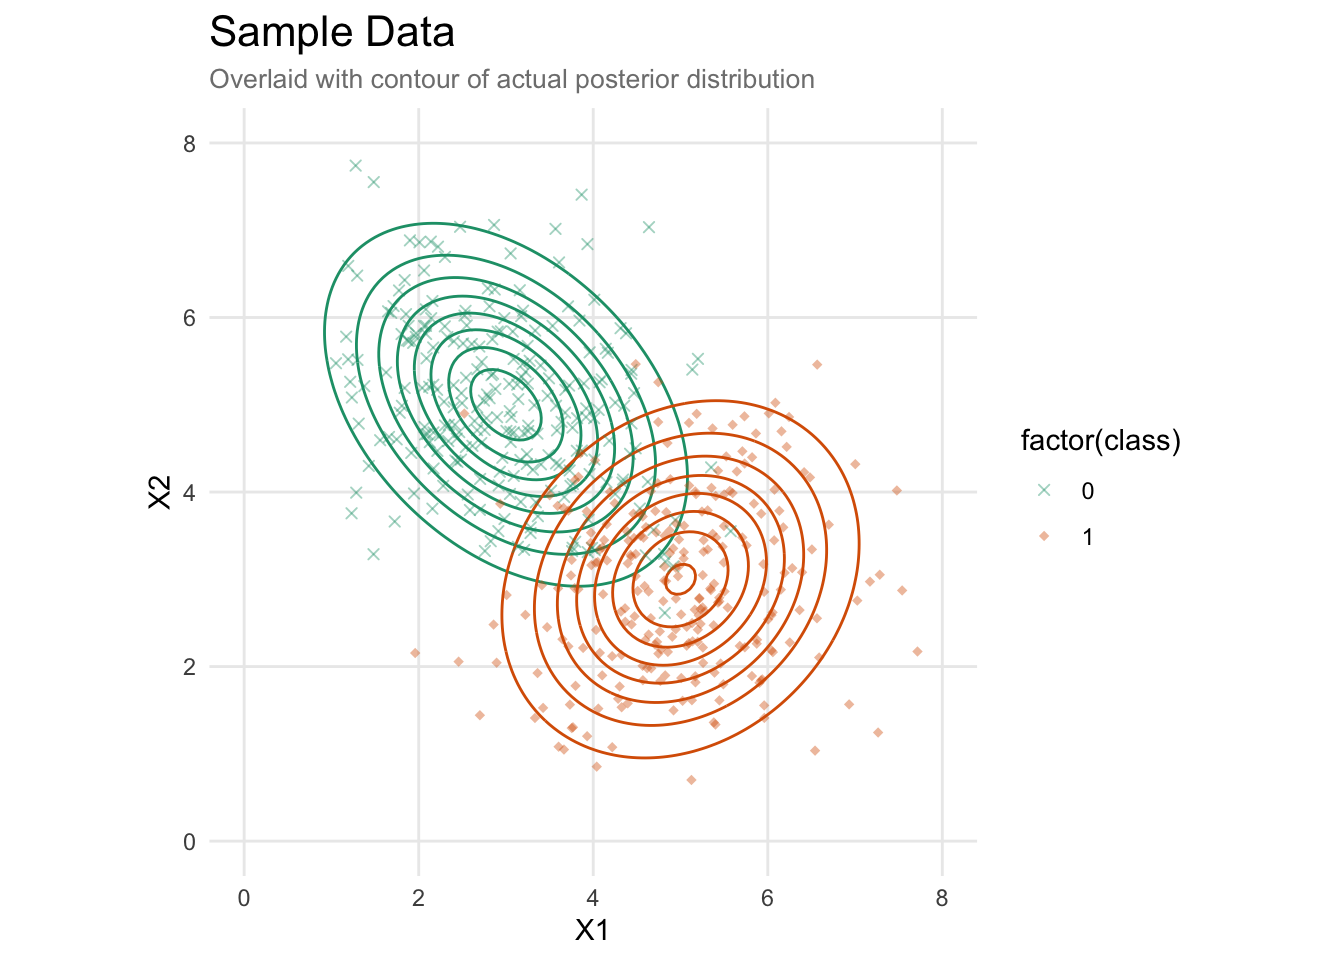 Sample Data
Overlaid with contour of actual posterior distribution
8
6
4
2
0
X2
0 2 4 6 8
X1
factor(class)
0
1